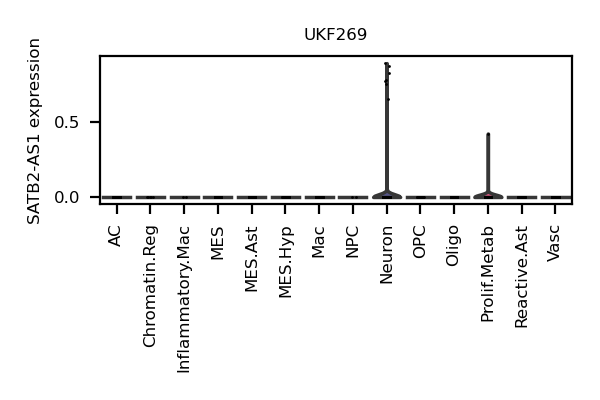 UKF269
SATB2-AS1 expression
0.5
0.0
AC
Chromatin.Reg
Inflammatory.Mac
MES
MES.Ast
MES.Hyp
Mac
NPC
Neuron
OPC
Oligo
Prolif.Metab
Reactive.Ast
Vasc